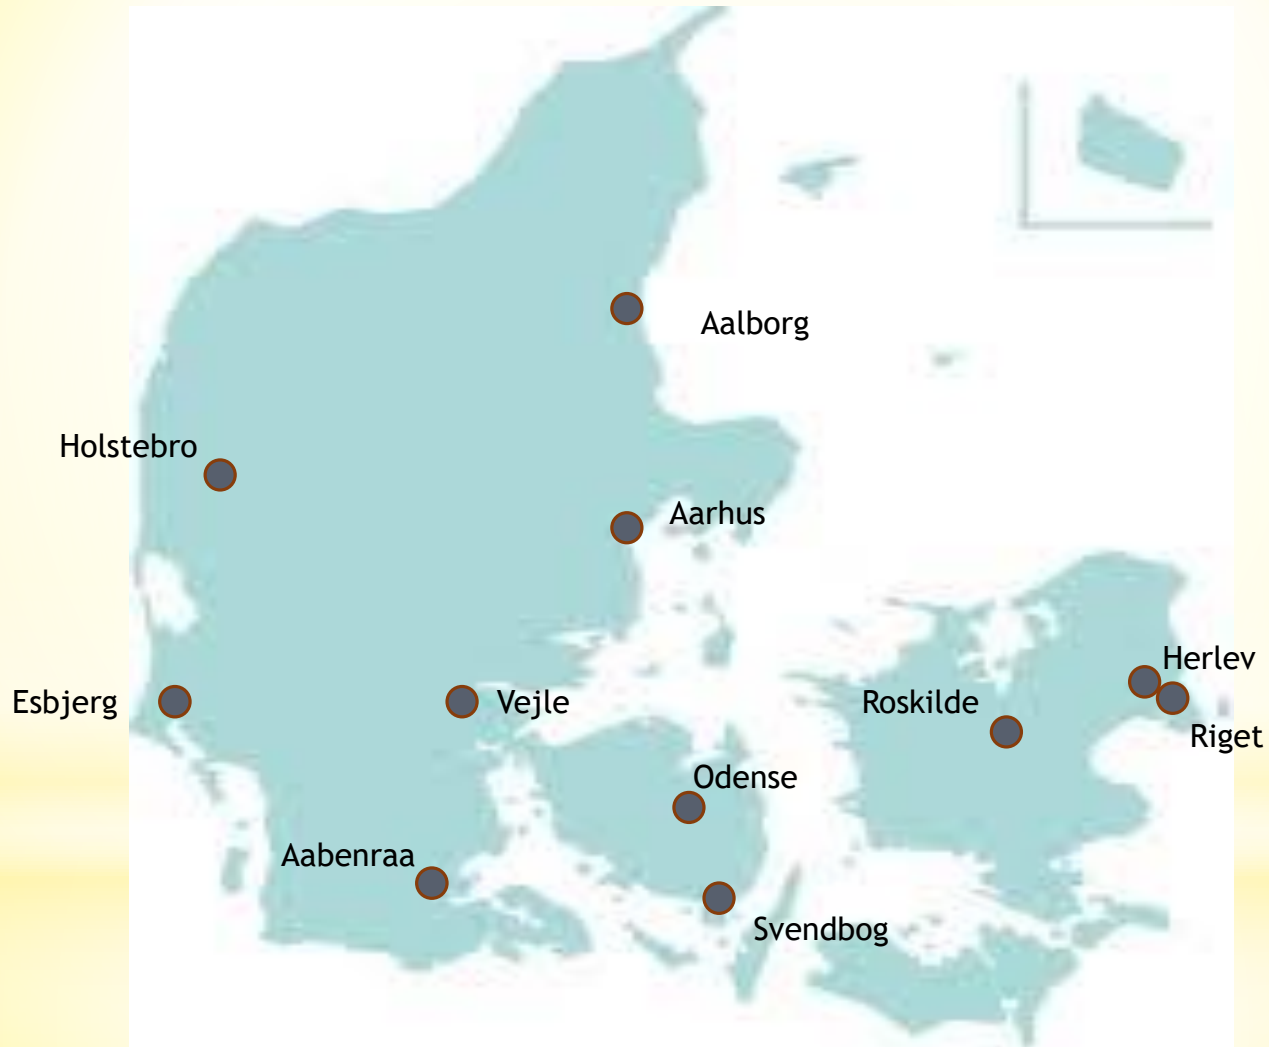 Aalborg
Holstebro
Aarhus
Herlev
Esbjerg
Vejle
Roskilde
Riget
Odense
Aabenraa
Svendbog